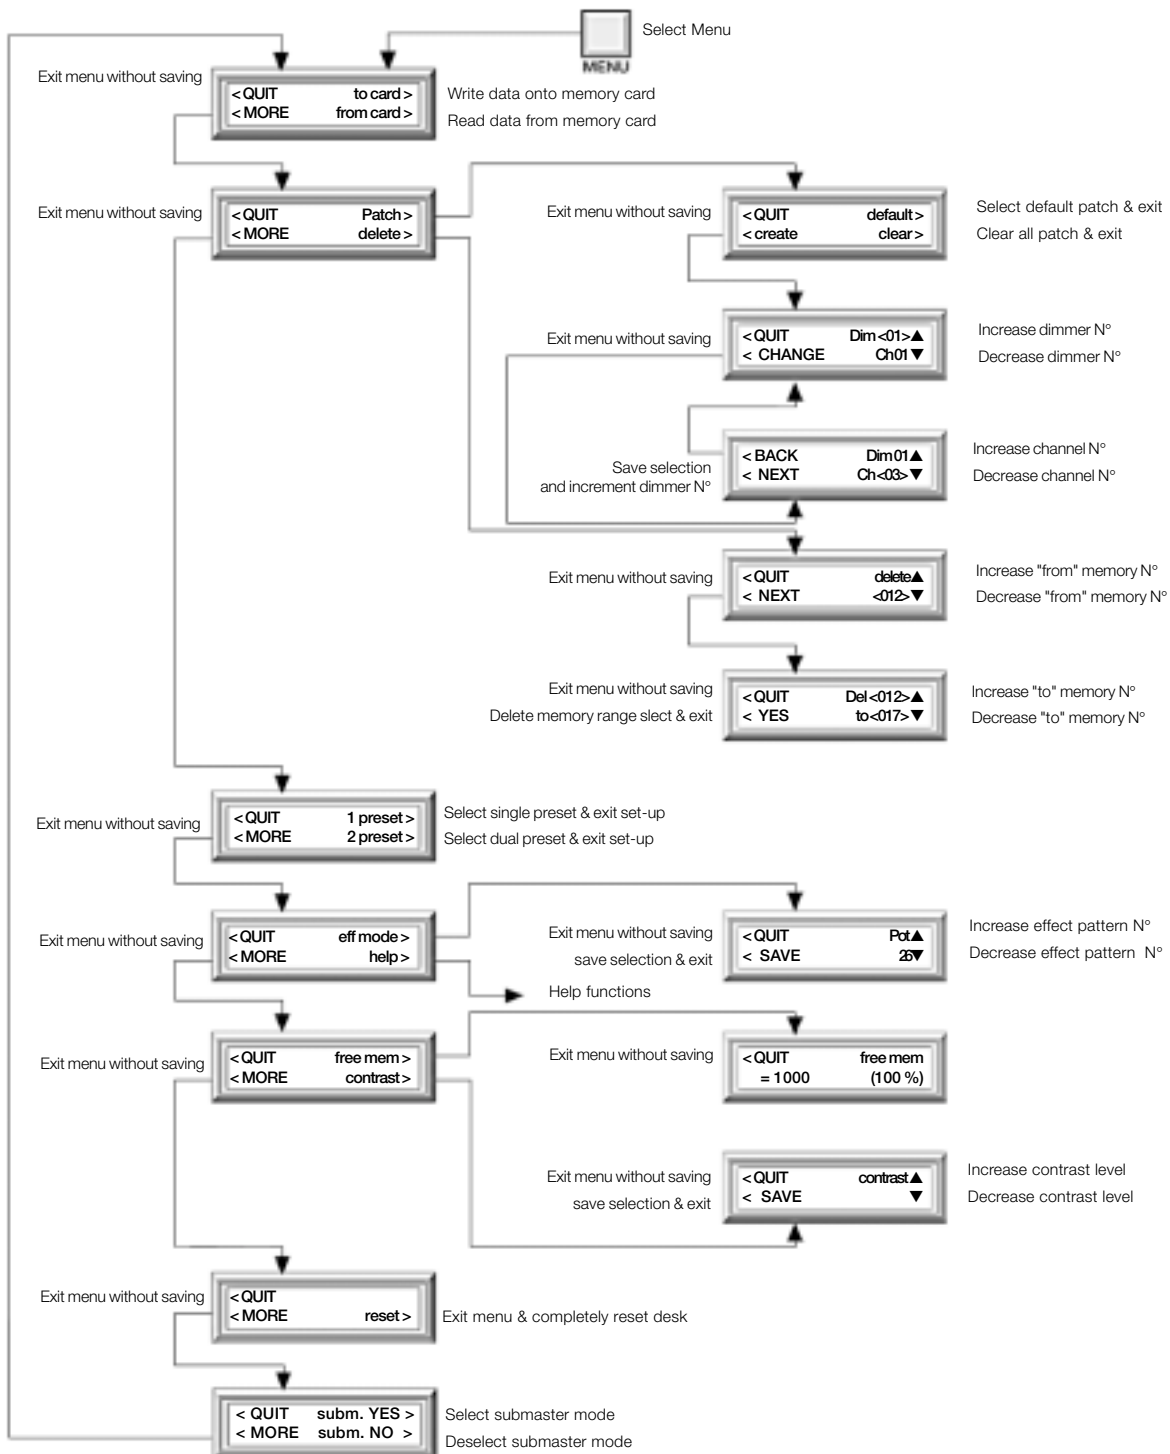 Select Menu
MENU
Exit menu without saving
<QUIT to card>
<MORE from card>
Write data onto memory card
Read data from memory card
Exit menu without saving
<QUIT Patch>
<MORE delete>
Exit menu without saving
<QUIT default>
<create clear>
Select default patch & exit
Clear all patch & exit
Exit menu without saving
<QUIT Dim<01>▲
< CHANGE Ch01▼
Increase dimmer N°
Decrease dimmer N°
Save selection
and increment dimmer N°
<BACK Dim01▲
< NEXT Ch<03>▼
Increase channel N°
Decrease channel N°
Exit menu without saving
<QUIT delete▲
< NEXT <012>▼
Increase "from" memory N°
Decrease "from" memory N°
Exit menu without saving
Delete memory range slect & exit
<QUIT Del<012>▲
< YES to<017>▼
Increase "to" memory N°
Decrease "to" memory N°
Exit menu without saving
<QUIT 1 preset>
<MORE 2 preset>
Select single preset & exit set-up
Select dual preset & exit set-up
Exit menu without saving
<QUIT eff mode>
<MORE help>
Exit menu without saving
save selection & exit
<QUIT Pot▲
< SAVE 26▼
Increase effect pattern N°
Decrease effect pattern N°
Help functions
Exit menu without saving
<QUIT free mem>
<MORE contrast>
Exit menu without saving
<QUIT free mem
= 1000 (100 %)
Exit menu without saving
save selection & exit
<QUIT contrast▲
< SAVE ▼
Increase contrast level
Decrease contrast level
Exit menu without saving
<QUIT
<MORE reset>
Exit menu & completely reset desk
< QUIT subm. YES >
< MORE subm. NO >
Select submaster mode
Deselect submaster mode